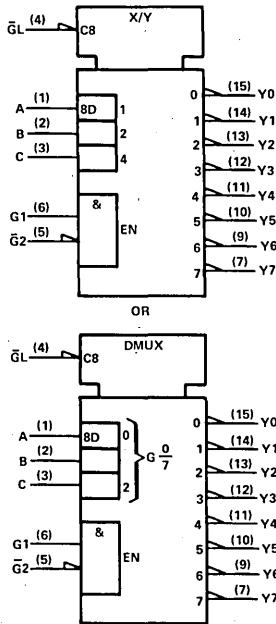 X/Y
G̅L (4) C8
0 (15) Y0
A (1) 8D 1
1 (14) Y1
B (2) 2
2 (13) Y2
C (3) 4
3 (12) Y3
4 (11) Y4
&
5 (10) Y5
G1 (6) EN
6 (9) Y6
G̅2 (5)
7 (7) Y7
OR
DMUX
G̅L (4) C8
0 (15) Y0
A (1) 8D 0
1 (14) Y1
B (2) G 0/7
2 (13) Y2
C (3) 2
3 (12) Y3
4 (11) Y4
&
5 (10) Y5
G1 (6) EN
6 (9) Y6
G̅2 (5)
7 (7) Y7